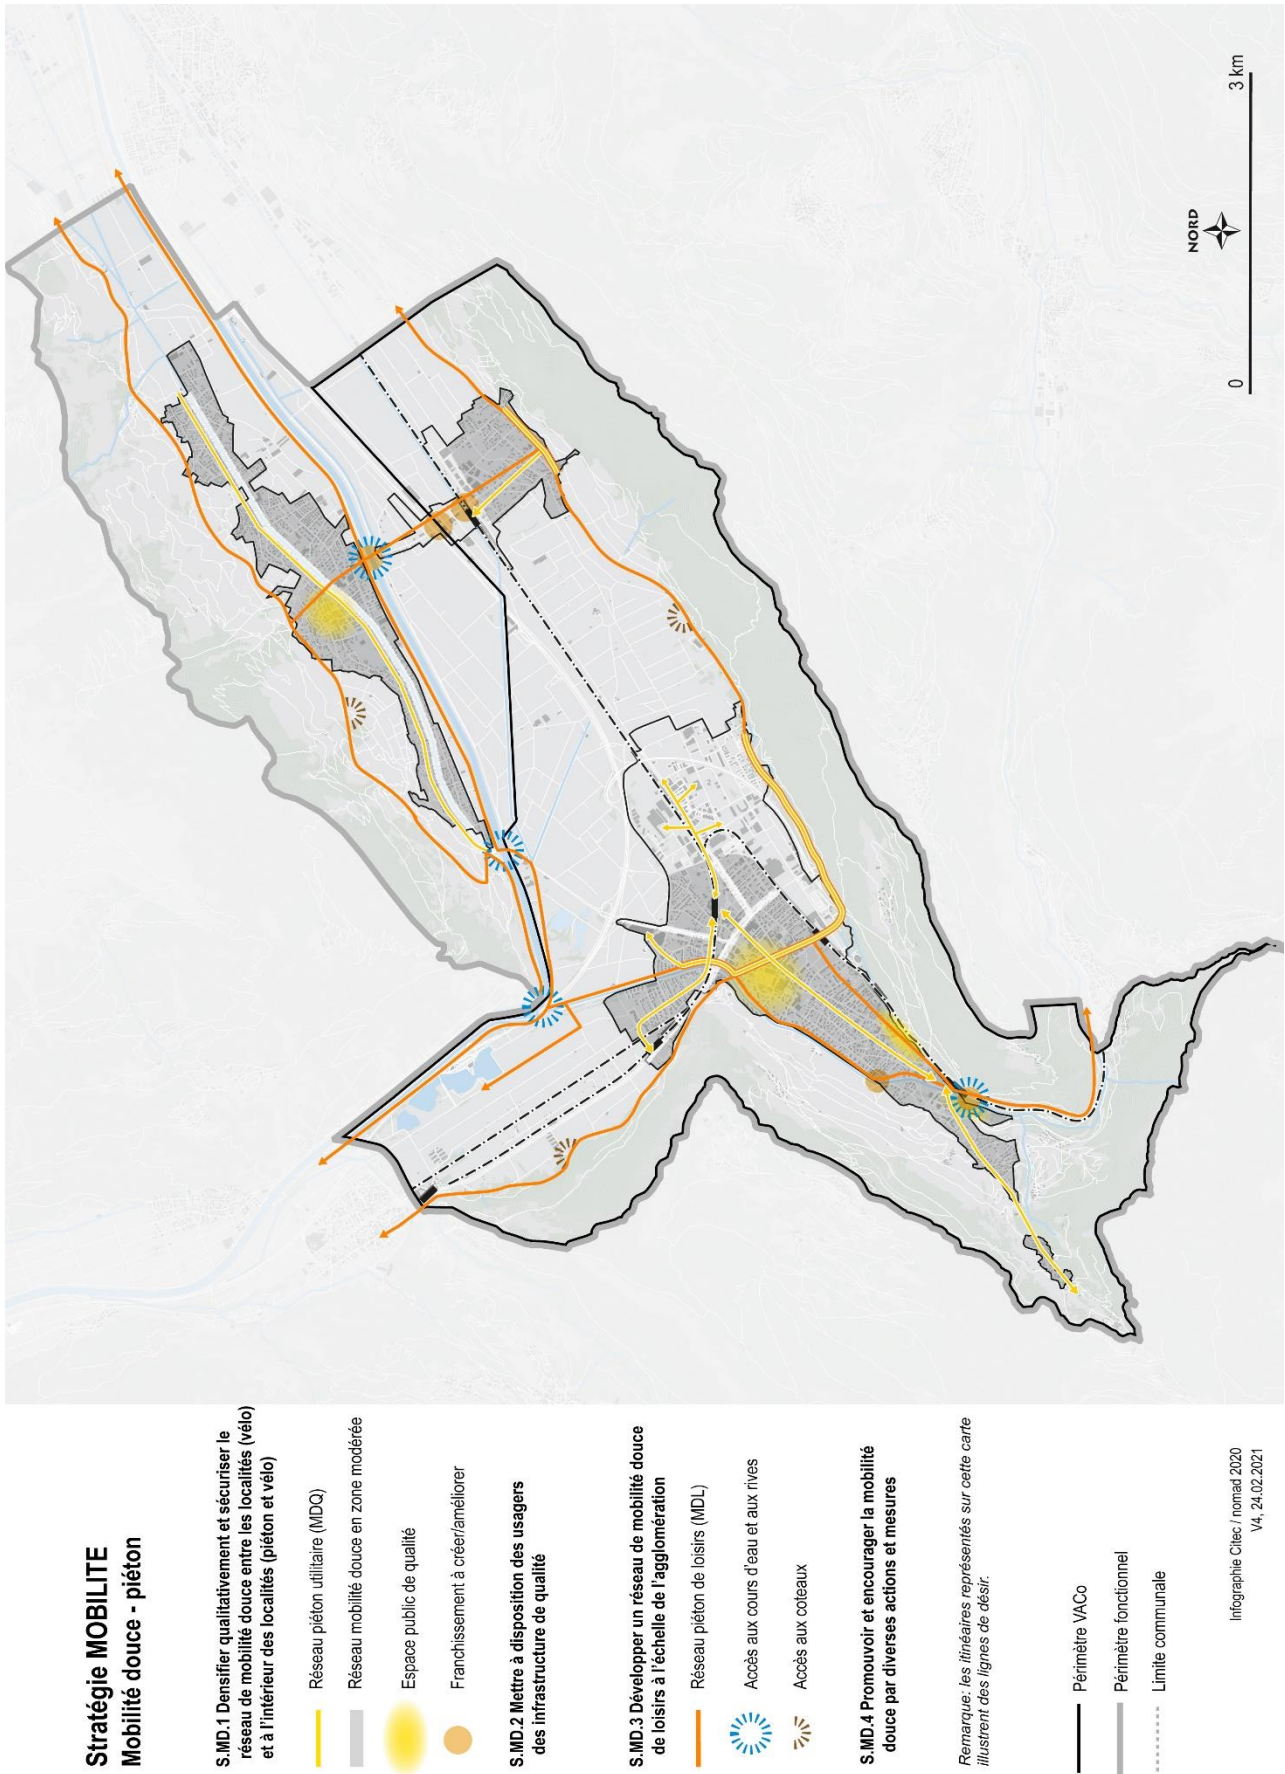 Stratégie MOBILITE
Mobilité douce - piéton
S.MD.1 Densifier qualitativement et sécuriser le
réseau de mobilité douce entre les localités (vélo)
et à l'intérieur des localités (piéton et vélo)
Réseau piéton utilitaire (MDQ)
Réseau mobilité douce en zone modérée
Espace public de qualité
Franchissement à créer/améliorer
S.MD.2 Mettre à disposition des usagers
des infrastructure de qualité
S.MD.3 Développer un réseau de mobilité douce
de loisirs à l'échelle de l'agglomération
Réseau piéton de loisirs (MDL)
Accès aux cours d'eau et aux rives
Accès aux coteaux
S.MD.4 Promouvoir et encourager la mobilité
douce par diverses actions et mesures
Remarque: les itinéraires représentés sur cette carte
illustrent des lignes de désir.
Périmètre VACo
Périmètre fonctionnel
Limite communale
Infographie Citec / nomad 2020
V4, 24.02.2021
NORD
0
3 km